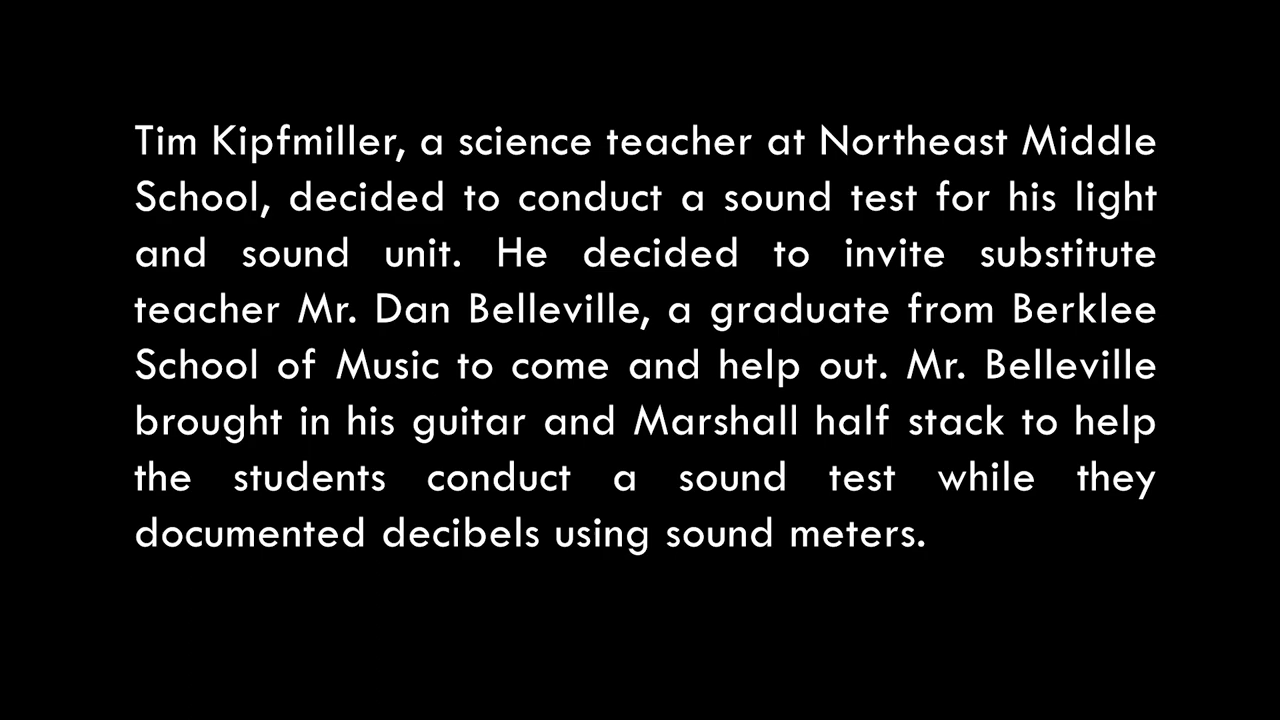 Tim Kipfmiller, a science teacher at Northeast Middle
School, decided to conduct a sound test for his light
and sound unit. He decided to invite substitute
teacher Mr. Dan Belleville, a graduate from Berklee
School of Music to come and help out. Mr. Belleville
brought in his guitar and Marshall half stack to help
the students conduct a sound test while they
documented decibels using sound meters.